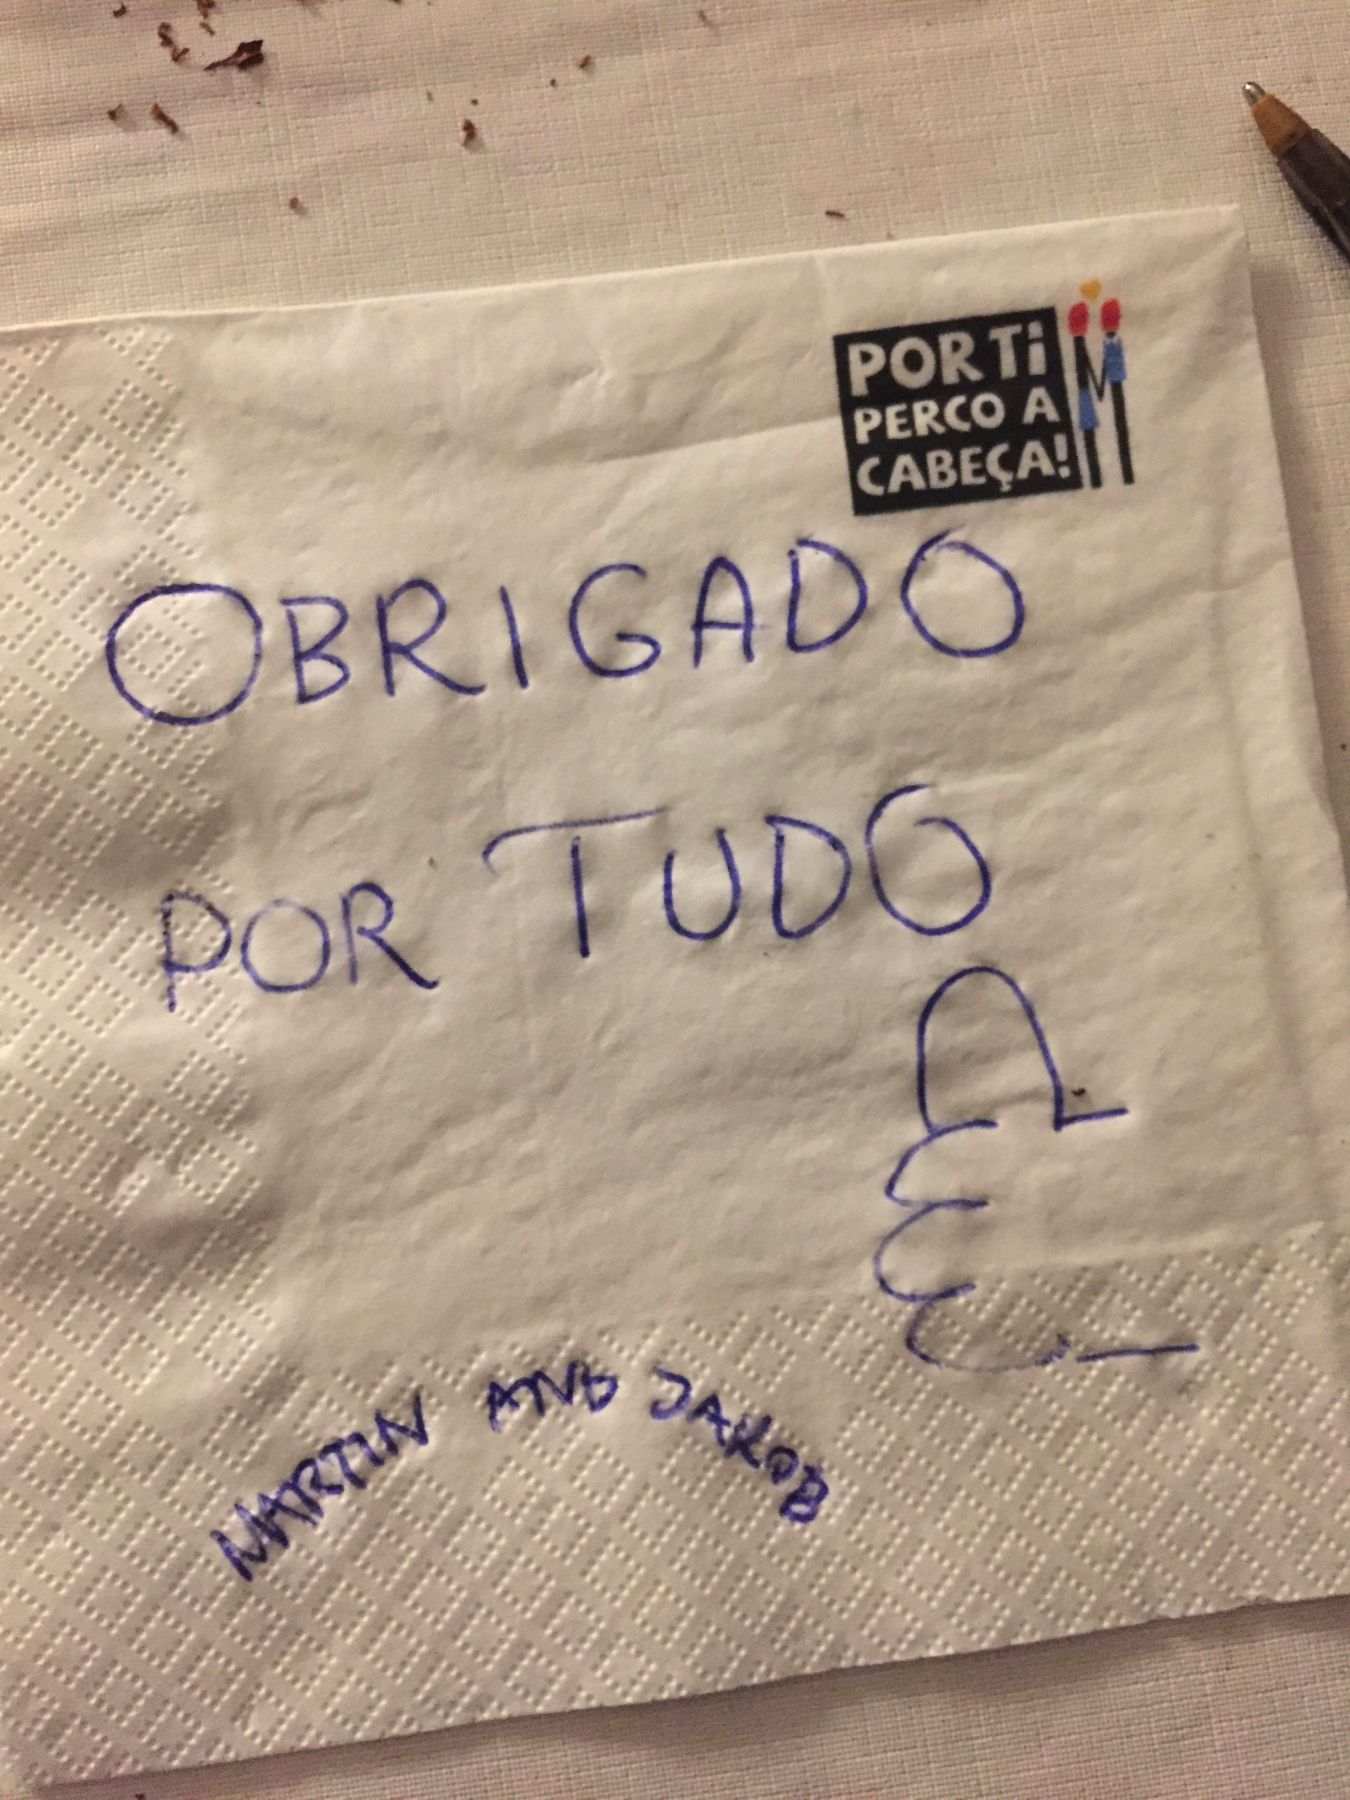 POR Ti
PERCO A
CABEÇA!
OBRIGADO
POR TUDO
MARTIN AND JAKOB